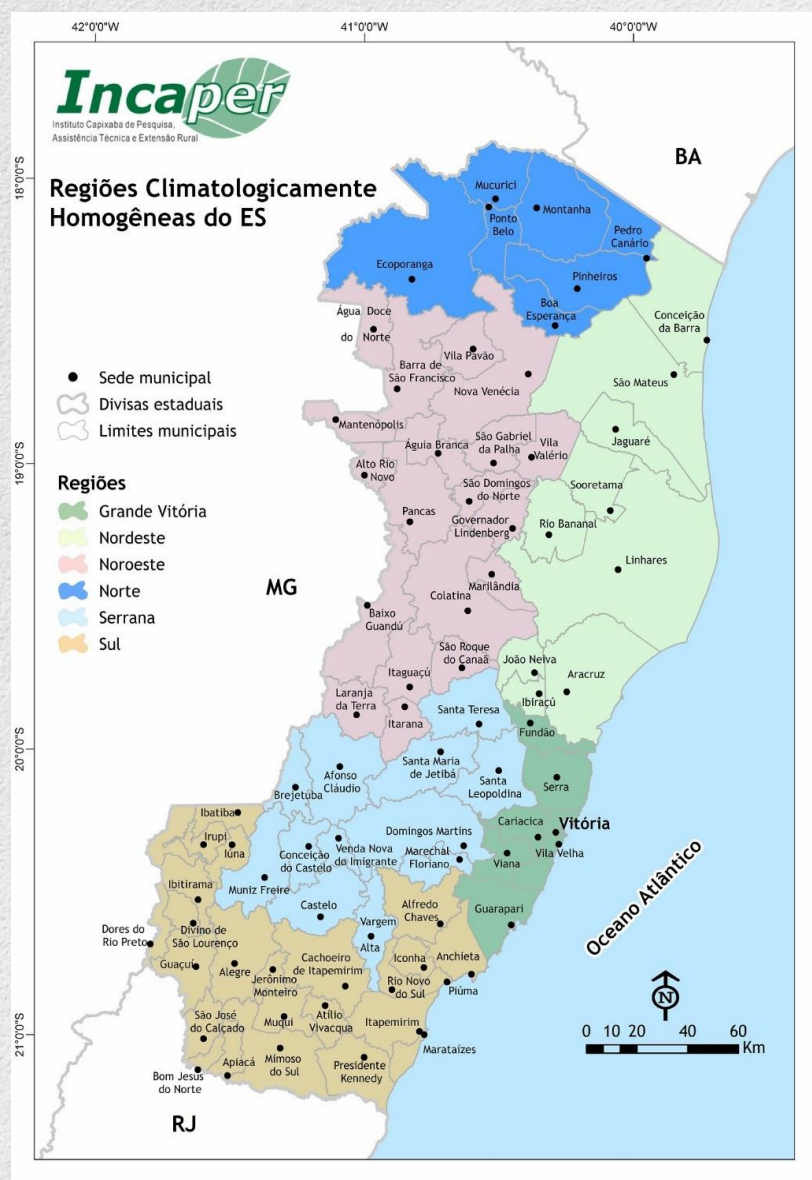 42°0'0"W
41°0'0"W
40°0'0"W
Incaper
Instituto Capixaba de Pesquisa,
Assistência Técnica e Extensão Rural
BA
18°0'0"S
Regiões Climatologicamente
Homogêneas do ES
Mucurici
Montanha
Ponto
Belo
Pedro
Canário
Ecoporanga
Pinheiros
Boa
Esperança
Água Doce
do Norte
Conceição
da Barra
Vila Pavão
Barra de
São Francisco
Nova Venécia
São Mateus
Sede municipal
Divisas estaduais
Limites municipais
Mantenópolis
Jaguaré
Águia Branca
São Gabriel
da Palha
Vila
Valério
19°0'0"S
Alto Rio
Novo
São Domingos
do Norte
Sooretama
Regiões
Grande Vitória
Nordeste
Noroeste
Norte
Serrana
Sul
Pancas
Governador
Lindenberg
Rio Bananal
Linhares
MG
Marilândia
Colatina
Baixo
Guandú
São Roque
do Canaã
João Neiva
Aracruz
Itaguaçu
Ibiraçú
Laranja
da Terra
Itarana
Santa Teresa
Fundão
20°0'0"S
Santa Maria
de Jetibá
Afonso
Cláudio
Santa
Leopoldina
Serra
Brejetuba
Ibatiba
Cariacica
Vitória
Domingos Martins
Irupi
Iúna
Conceição
do Castelo
Venda Nova
do Imigrante
Marechal
Floriano
Viana
Vila Velha
Muniz Freire
Ibitirama
Castelo
Alfredo
Chaves
Guarapari
Oceano Atlântico
Vargem
Alta
Dores do
Rio Preto
Divino de
São Lourenço
Guaçuí
Alegre
Jerônimo
Monteiro
Cachoeiro
de Itapemirim
Iconha
Anchieta
Rio Novo
do Sul
Piúma
N
São José
do Calçado
Muqui
Atílio
Vivacqua
Itapemirim
Marataízes
0 10 20 40 60
Km
21°0'0"S
Bom Jesus
do Norte
Apiacá
Mimoso
do Sul
Presidente
Kennedy
RJ